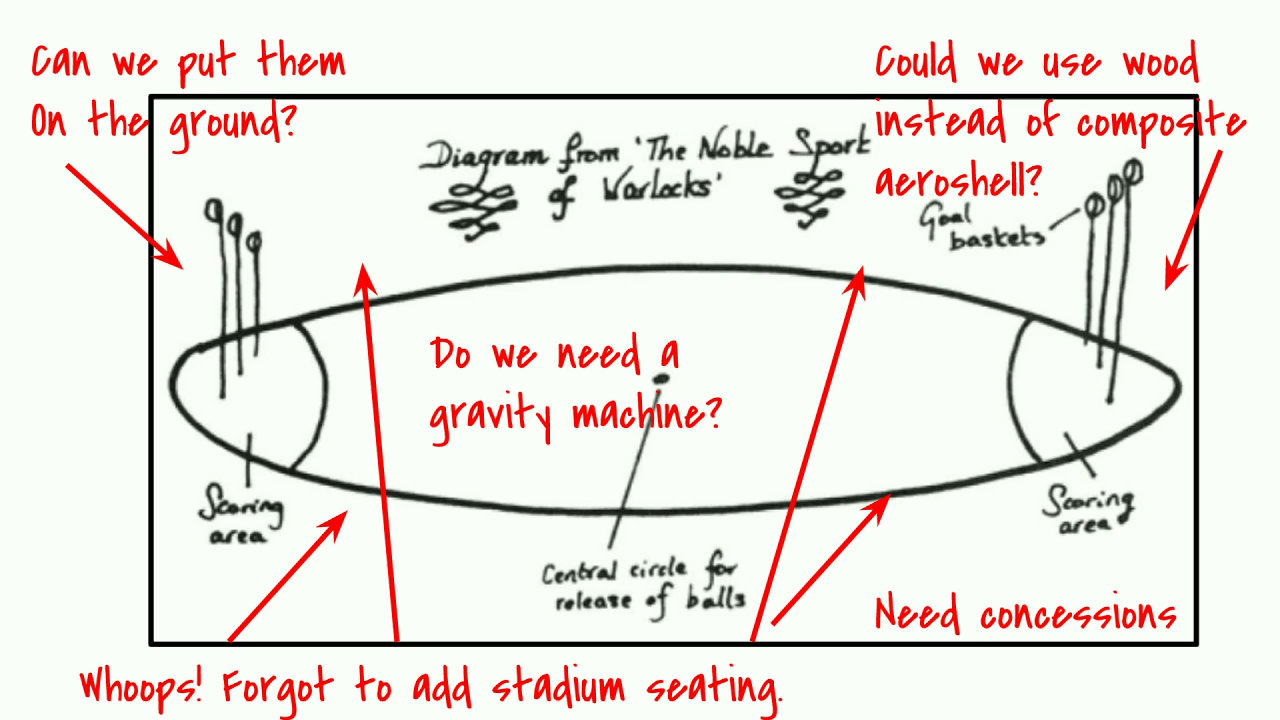 Can we put them
On the ground?
Could we use wood
instead of composite
aeroshell?
Diagram from 'The Noble Sport
of Warlocks'
Goal
baskets
Do we need a
gravity machine?
Scoring
area
Scoring
area
Central circle for
release of balls
Need concessions
Whoops! Forgot to add stadium seating.